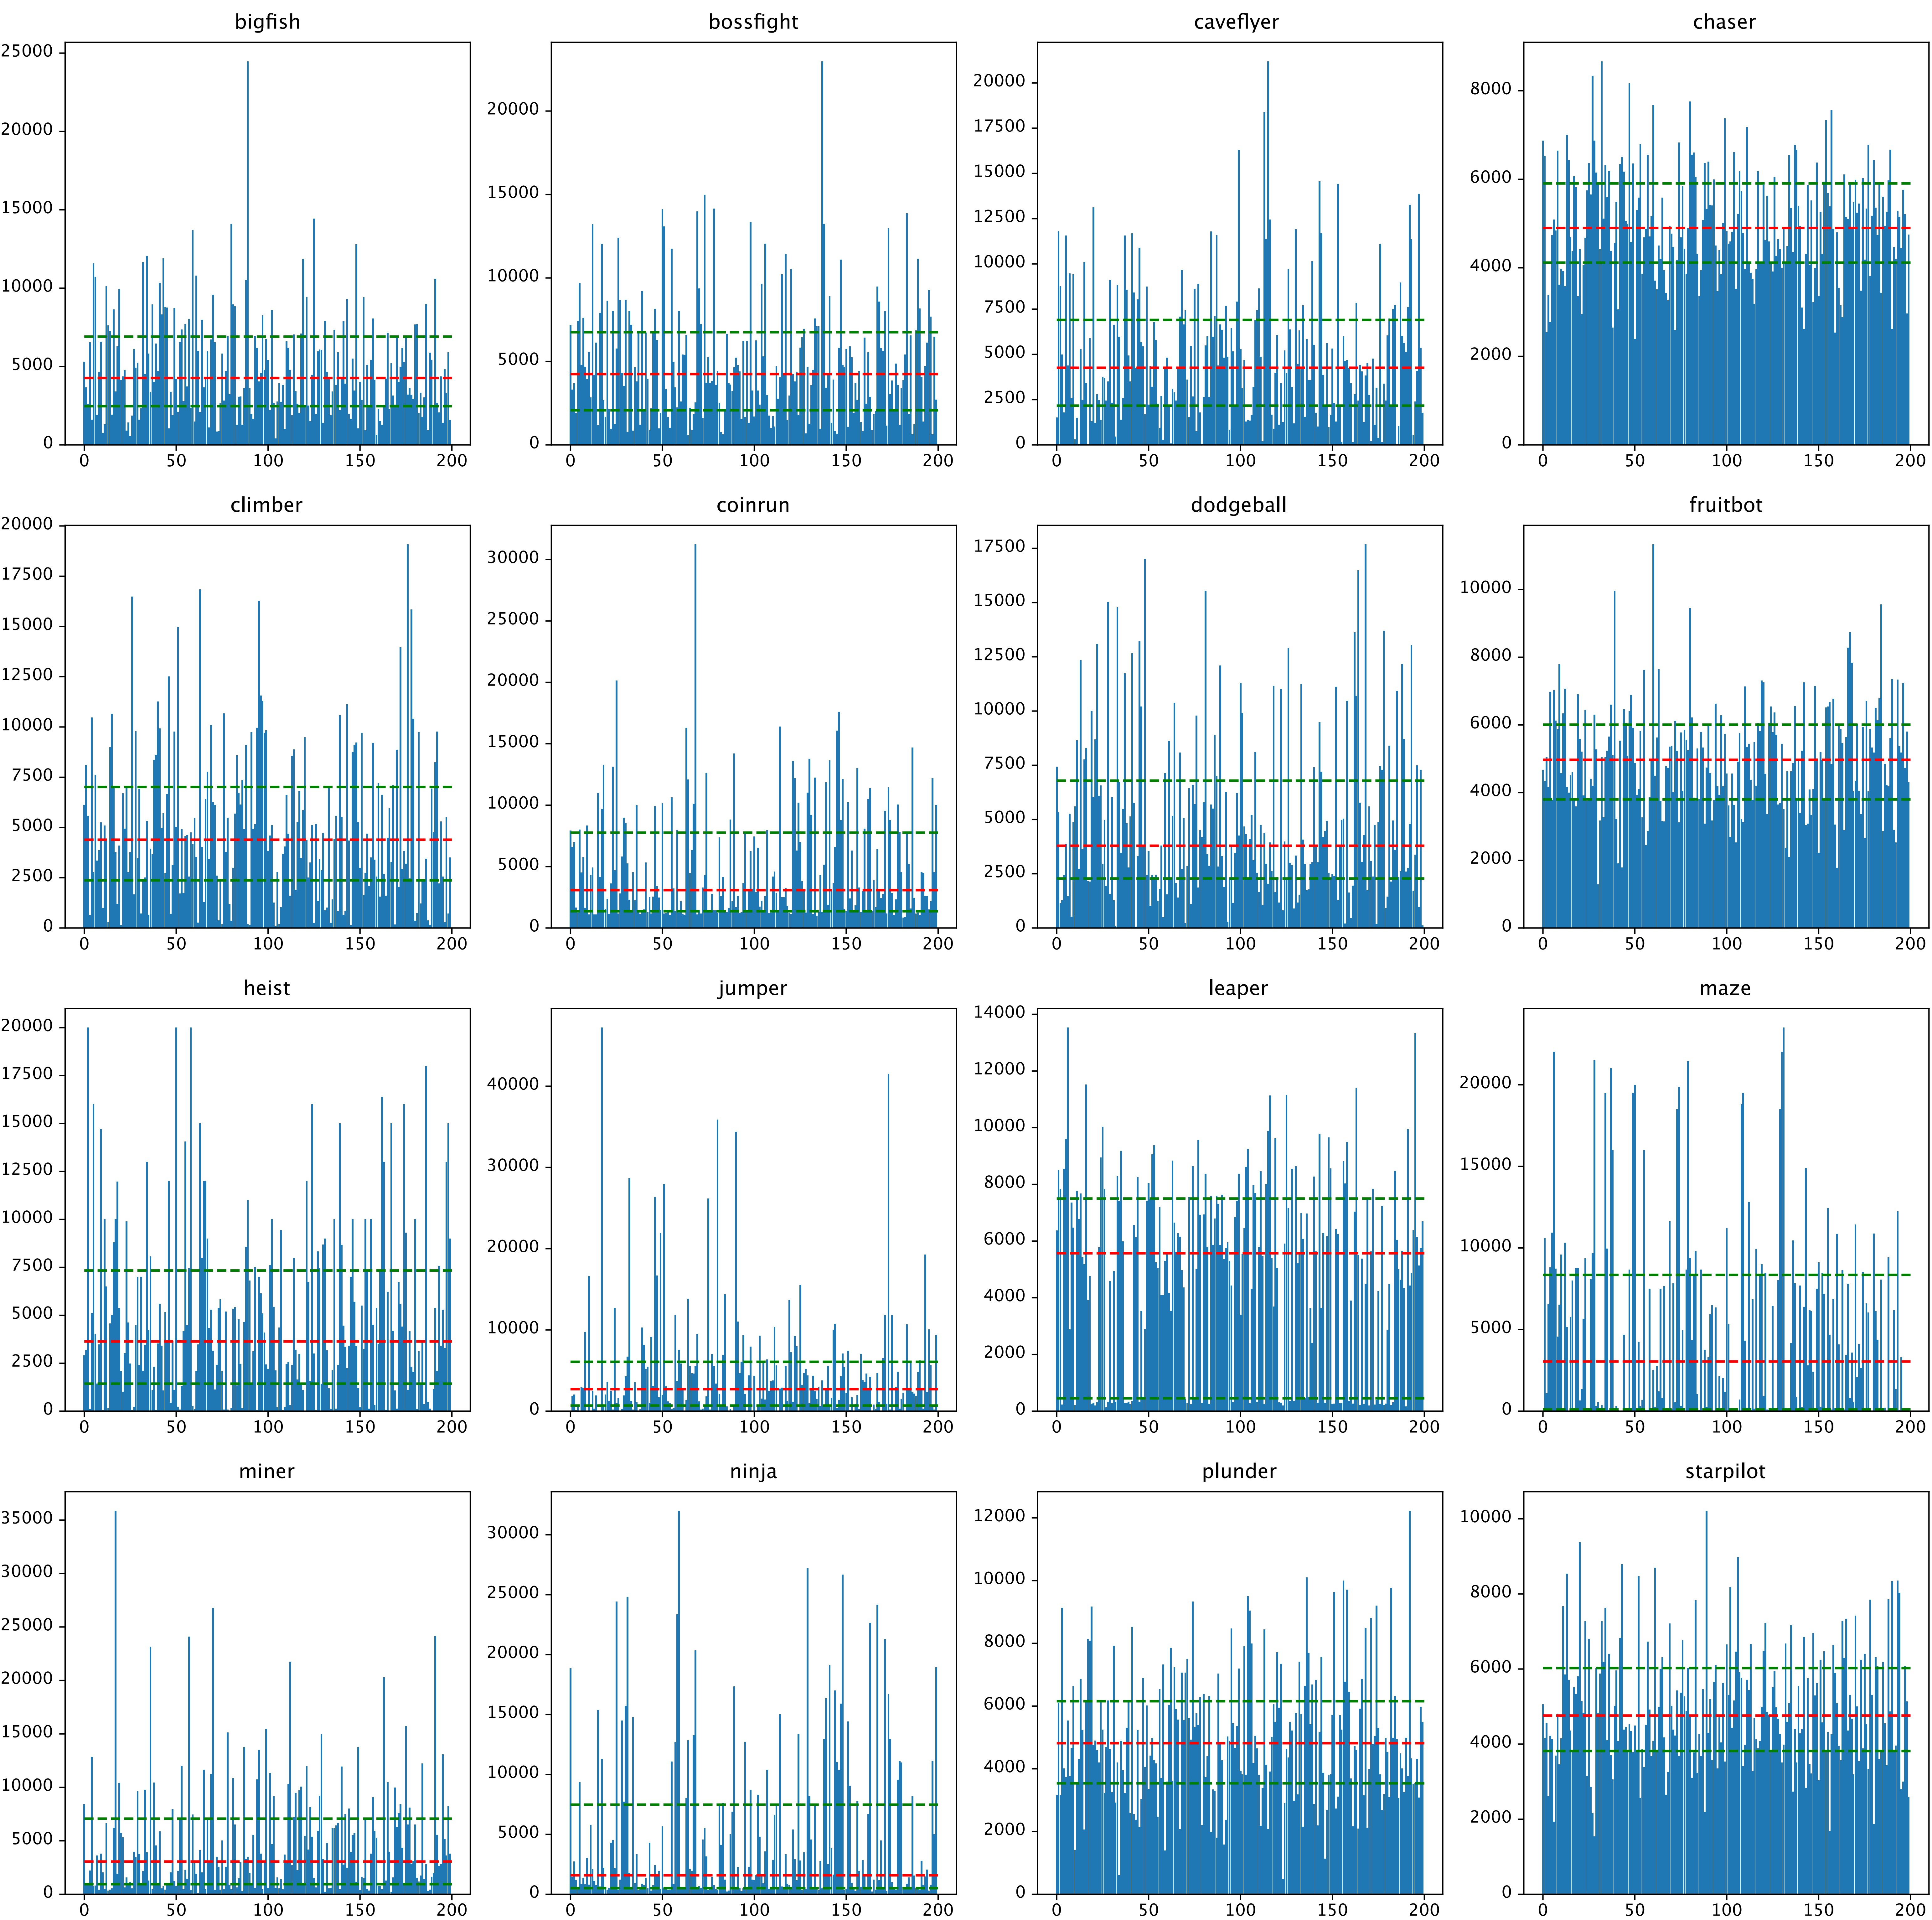 bigfish bossfight caveflyer chaser
25000 20000 15000 10000 5000 0
0 50 100 150 200
20000 15000 10000 5000 0
0 50 100 150 200
20000 17500 15000 12500 10000 7500 5000 2500 0
0 50 100 150 200
8000 6000 4000 2000 0
0 50 100 150 200
climber coinrun dodgeball fruitbot
20000 17500 15000 12500 10000 7500 5000 2500 0
0 50 100 150 200
30000 25000 20000 15000 10000 5000 0
0 50 100 150 200
17500 15000 12500 10000 7500 5000 2500 0
0 50 100 150 200
10000 8000 6000 4000 2000 0
0 50 100 150 200
heist jumper leaper maze
20000 17500 15000 12500 10000 7500 5000 2500 0
0 50 100 150 200
40000 30000 20000 10000 0
0 50 100 150 200
14000 12000 10000 8000 6000 4000 2000 0
0 50 100 150 200
20000 15000 10000 5000 0
0 50 100 150 200
miner ninja plunder starpilot
35000 30000 25000 20000 15000 10000 5000 0
0 50 100 150 200
30000 25000 20000 15000 10000 5000 0
0 50 100 150 200
12000 10000 8000 6000 4000 2000 0
0 50 100 150 200
10000 8000 6000 4000 2000 0
0 50 100 150 200